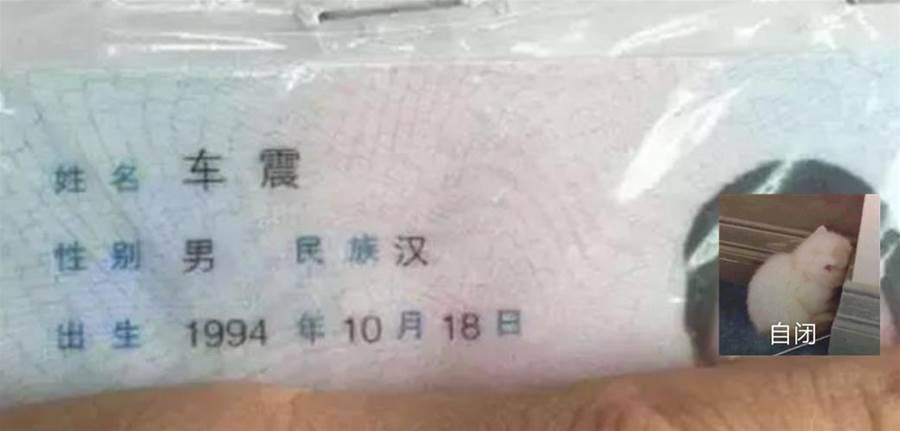 姓名 车震
性别 男 民族 汉
出生 1994 年 10 月 18 日
自闭